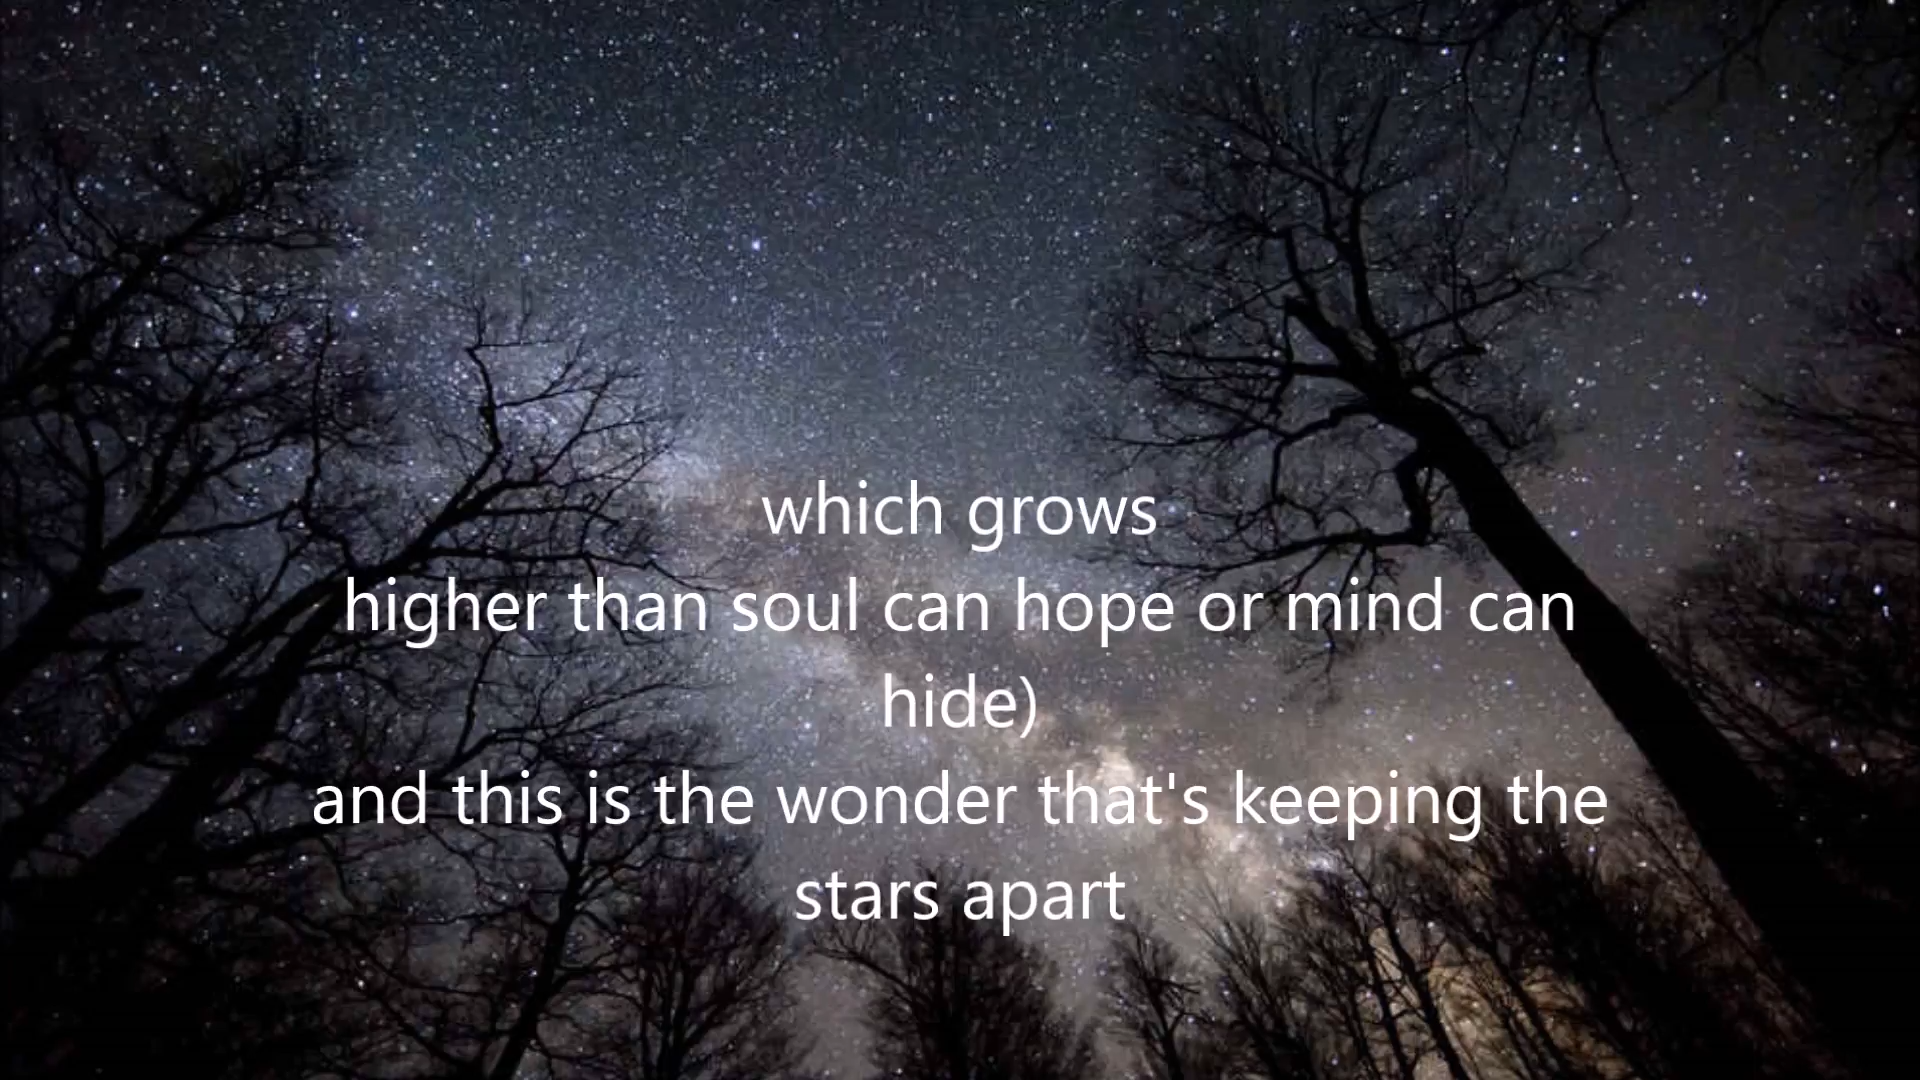 which grows
higher than soul can hope or mind can
hide)
and this is the wonder that's keeping the
stars apart